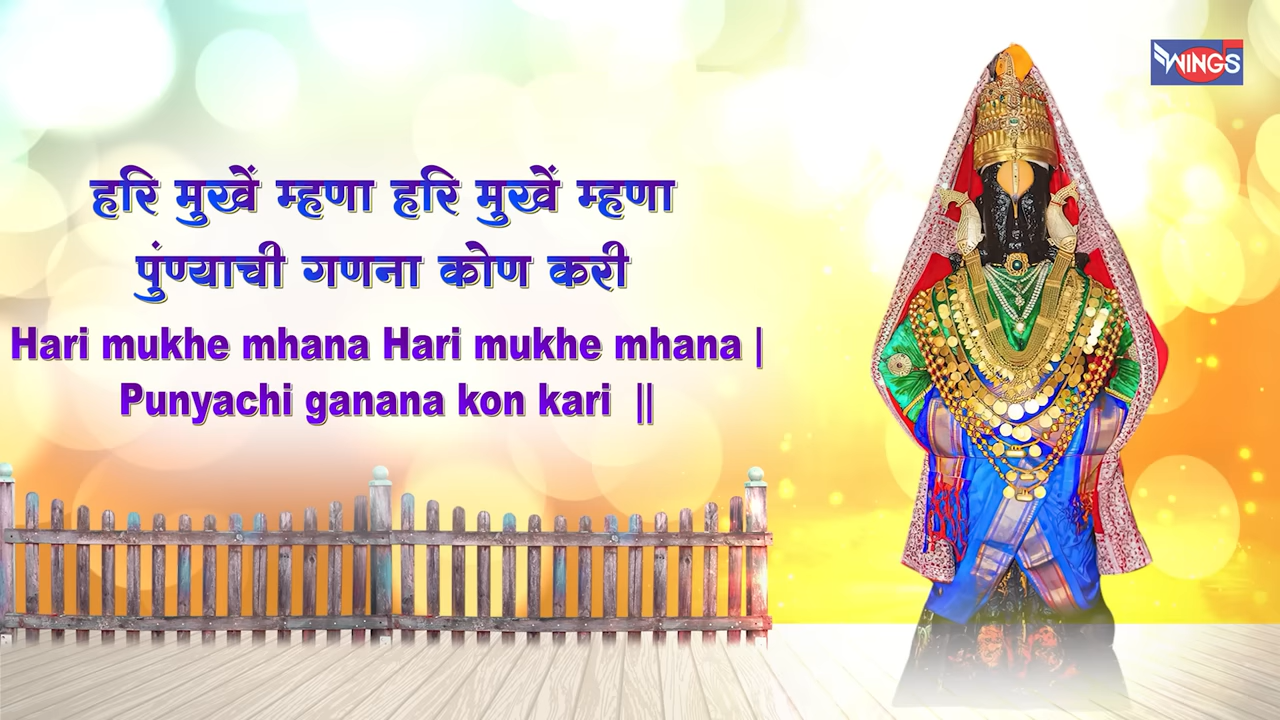 WINGS
हरि मुखें म्हणा हरि मुखें म्हणा
पुंण्याची गणना कोण करी
Hari mukhe mhana Hari mukhe mhana |
Punyachi ganana kon kari ||